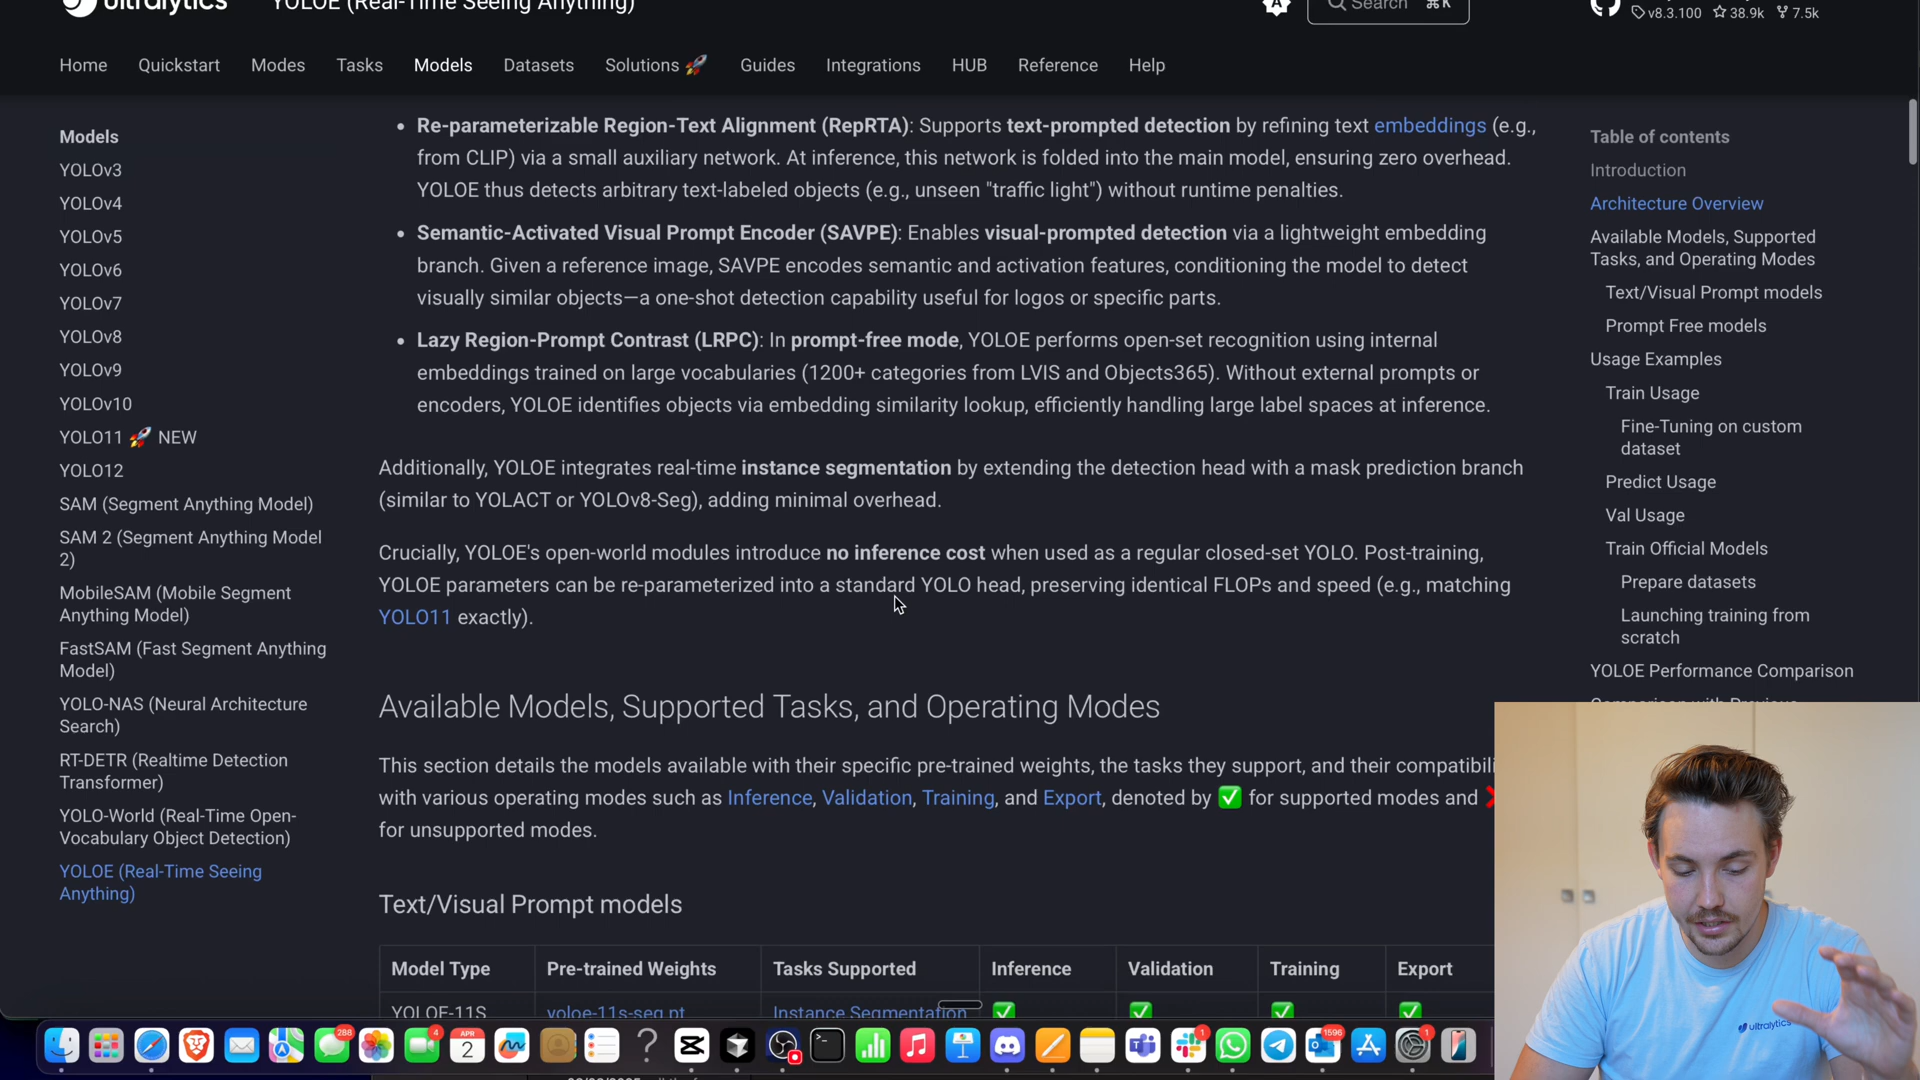 ultralytics
YOLOE (Real-Time Seeing Anything)
Search ⌘K
v8.3.100 38.9k 7.5k
Home Quickstart Modes Tasks Models Datasets Solutions 🚀 Guides Integrations HUB Reference Help
Models
YOLOv3
YOLOv4
YOLOv5
YOLOv6
YOLOv7
YOLOv8
YOLOv9
YOLOv10
YOLO11 🚀 NEW
YOLO12
SAM (Segment Anything Model)
SAM 2 (Segment Anything Model
2)
MobileSAM (Mobile Segment
Anything Model)
FastSAM (Fast Segment Anything
Model)
YOLO-NAS (Neural Architecture
Search)
RT-DETR (Realtime Detection
Transformer)
YOLO-World (Real-Time Open-
Vocabulary Object Detection)
YOLOE (Real-Time Seeing
Anything)
• Re-parameterizable Region-Text Alignment (RepRTA): Supports text-prompted detection by refining text embeddings (e.g.,
from CLIP) via a small auxiliary network. At inference, this network is folded into the main model, ensuring zero overhead.
YOLOE thus detects arbitrary text-labeled objects (e.g., unseen "traffic light") without runtime penalties.
• Semantic-Activated Visual Prompt Encoder (SAVPE): Enables visual-prompted detection via a lightweight embedding
branch. Given a reference image, SAVPE encodes semantic and activation features, conditioning the model to detect
visually similar objects—a one-shot detection capability useful for logos or specific parts.
• Lazy Region-Prompt Contrast (LRPC): In prompt-free mode, YOLOE performs open-set recognition using internal
embeddings trained on large vocabularies (1200+ categories from LVIS and Objects365). Without external prompts or
encoders, YOLOE identifies objects via embedding similarity lookup, efficiently handling large label spaces at inference.
Additionally, YOLOE integrates real-time instance segmentation by extending the detection head with a mask prediction branch
(similar to YOLACT or YOLOv8-Seg), adding minimal overhead.
Crucially, YOLOE's open-world modules introduce no inference cost when used as a regular closed-set YOLO. Post-training,
YOLOE parameters can be re-parameterized into a standard YOLO head, preserving identical FLOPs and speed (e.g., matching
YOLO11 exactly).
Available Models, Supported Tasks, and Operating Modes
This section details the models available with their specific pre-trained weights, the tasks they support, and their compatibili
with various operating modes such as Inference, Validation, Training, and Export, denoted by ✅ for supported modes and ❌
for unsupported modes.
Text/Visual Prompt models
Model Type Pre-trained Weights Tasks Supported Inference Validation Training Export
YOLOE-11S yoloe-11s-seg.pt Instance Segmentation ✅ ✅ ✅ ✅
Table of contents
Introduction
Architecture Overview
Available Models, Supported
Tasks, and Operating Modes
Text/Visual Prompt models
Prompt Free models
Usage Examples
Train Usage
Fine-Tuning on custom
dataset
Predict Usage
Val Usage
Train Official Models
Prepare datasets
Launching training from
scratch
YOLOE Performance Comparison
Comparison with Previous
ultralytics
288
4
APR
2
1
1596
1